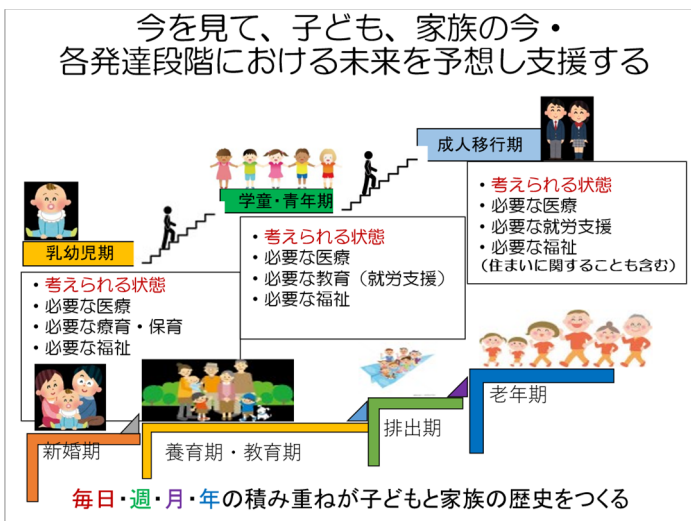 今を見て、子ども、家族の今・
各発達段階における未来を予想し支援する
成人移行期
・考えられる状態
・必要な医療
・必要な就労支援
・必要な福祉
（住まいに関することも含む）
学童・青年期
・考えられる状態
・必要な医療
・必要な教育（就労支援）
・必要な福祉
乳幼児期
・考えられる状態
・必要な医療
・必要な療育・保育
・必要な福祉
新婚期
養育期・教育期
排出期
老年期
毎日・週・月・年の積み重ねが子どもと家族の歴史をつくる